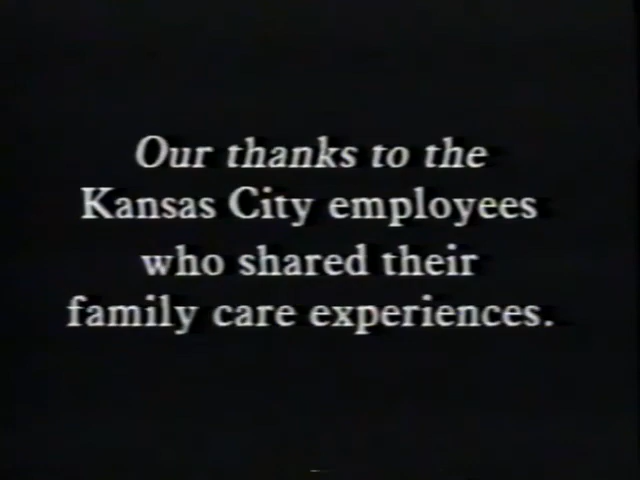 Our thanks to the
Kansas City employees
who shared their
family care experiences.